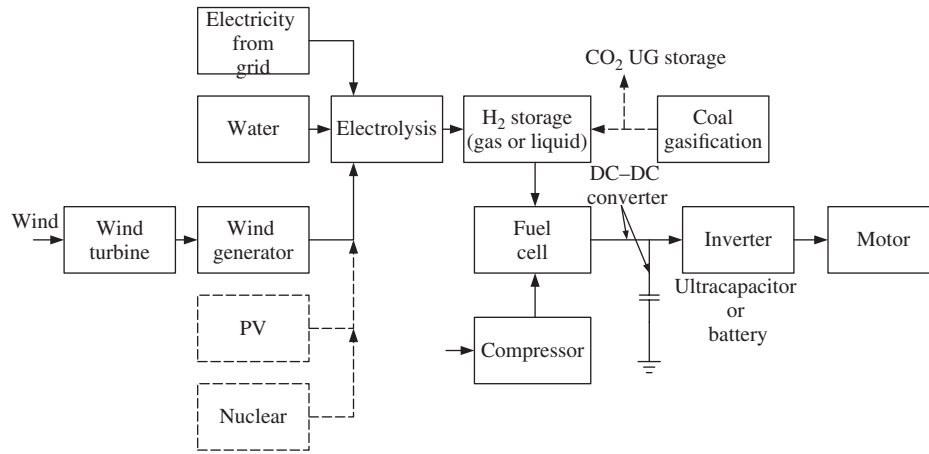 Electricity
from
grid
CO₂ UG storage
Water
Electrolysis
H₂ storage
(gas or liquid)
Coal
gasification
DC–DC
converter
Wind
Wind
turbine
Wind
generator
Fuel
cell
Inverter
Motor
Ultracapacitor
or
battery
PV
Compressor
Nuclear